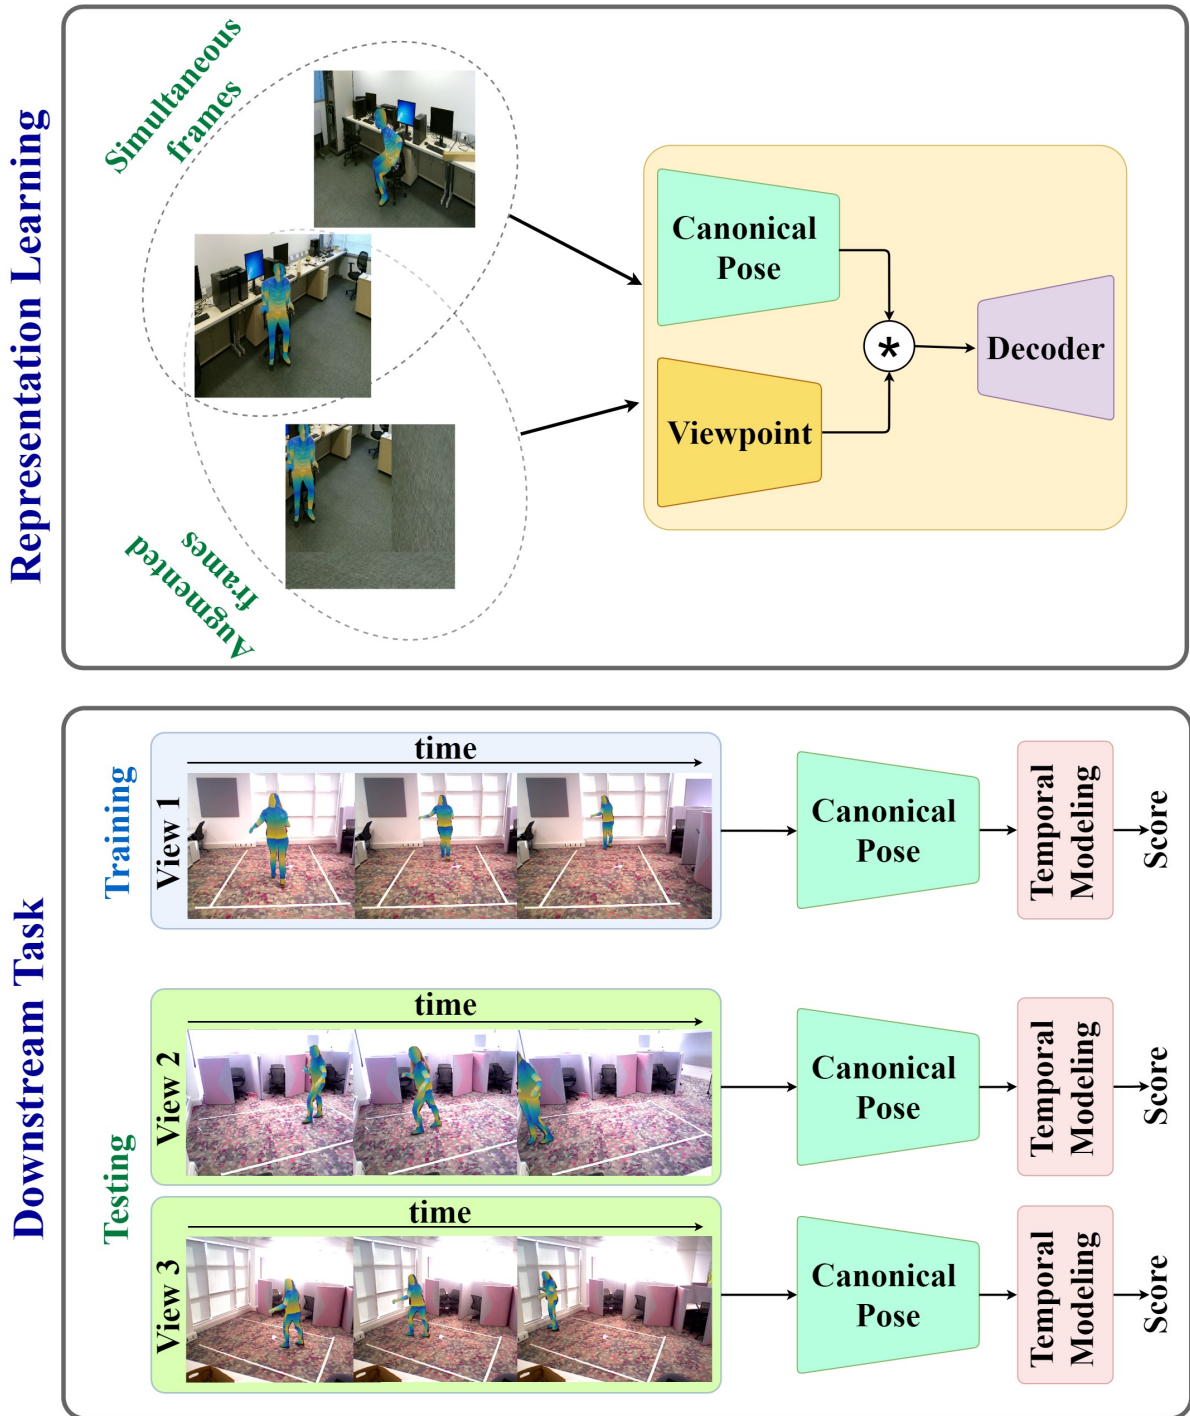 Representation Learning
Simultaneous
frames
Augmented
frames
Canonical
Pose
Viewpoint
*
Decoder
Downstream Task
Training
View 1
time
Canonical
Pose
Temporal
Modeling
Score
Testing
View 2
time
Canonical
Pose
Temporal
Modeling
Score
View 3
time
Canonical
Pose
Temporal
Modeling
Score